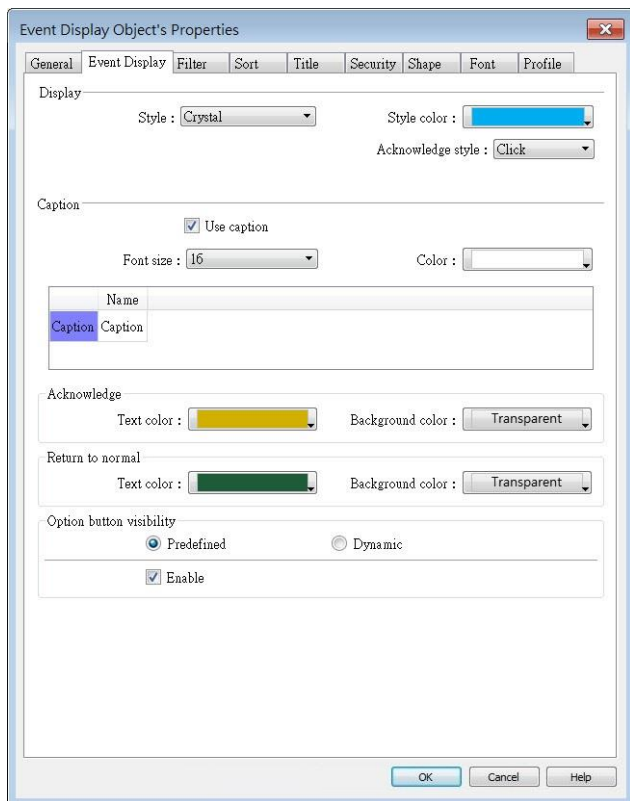 Event Display Object's Properties
General Event Display Filter Sort Title Security Shape Font Profile
Display
Style : Crystal Style color :
Acknowledge style : Click
Caption
Use caption
Font size : 16 Color :
Name
Caption Caption
Acknowledge
Text color : Background color : Transparent
Return to normal
Text color : Background color : Transparent
Option button visibility
Predefined Dynamic
Enable
OK Cancel Help